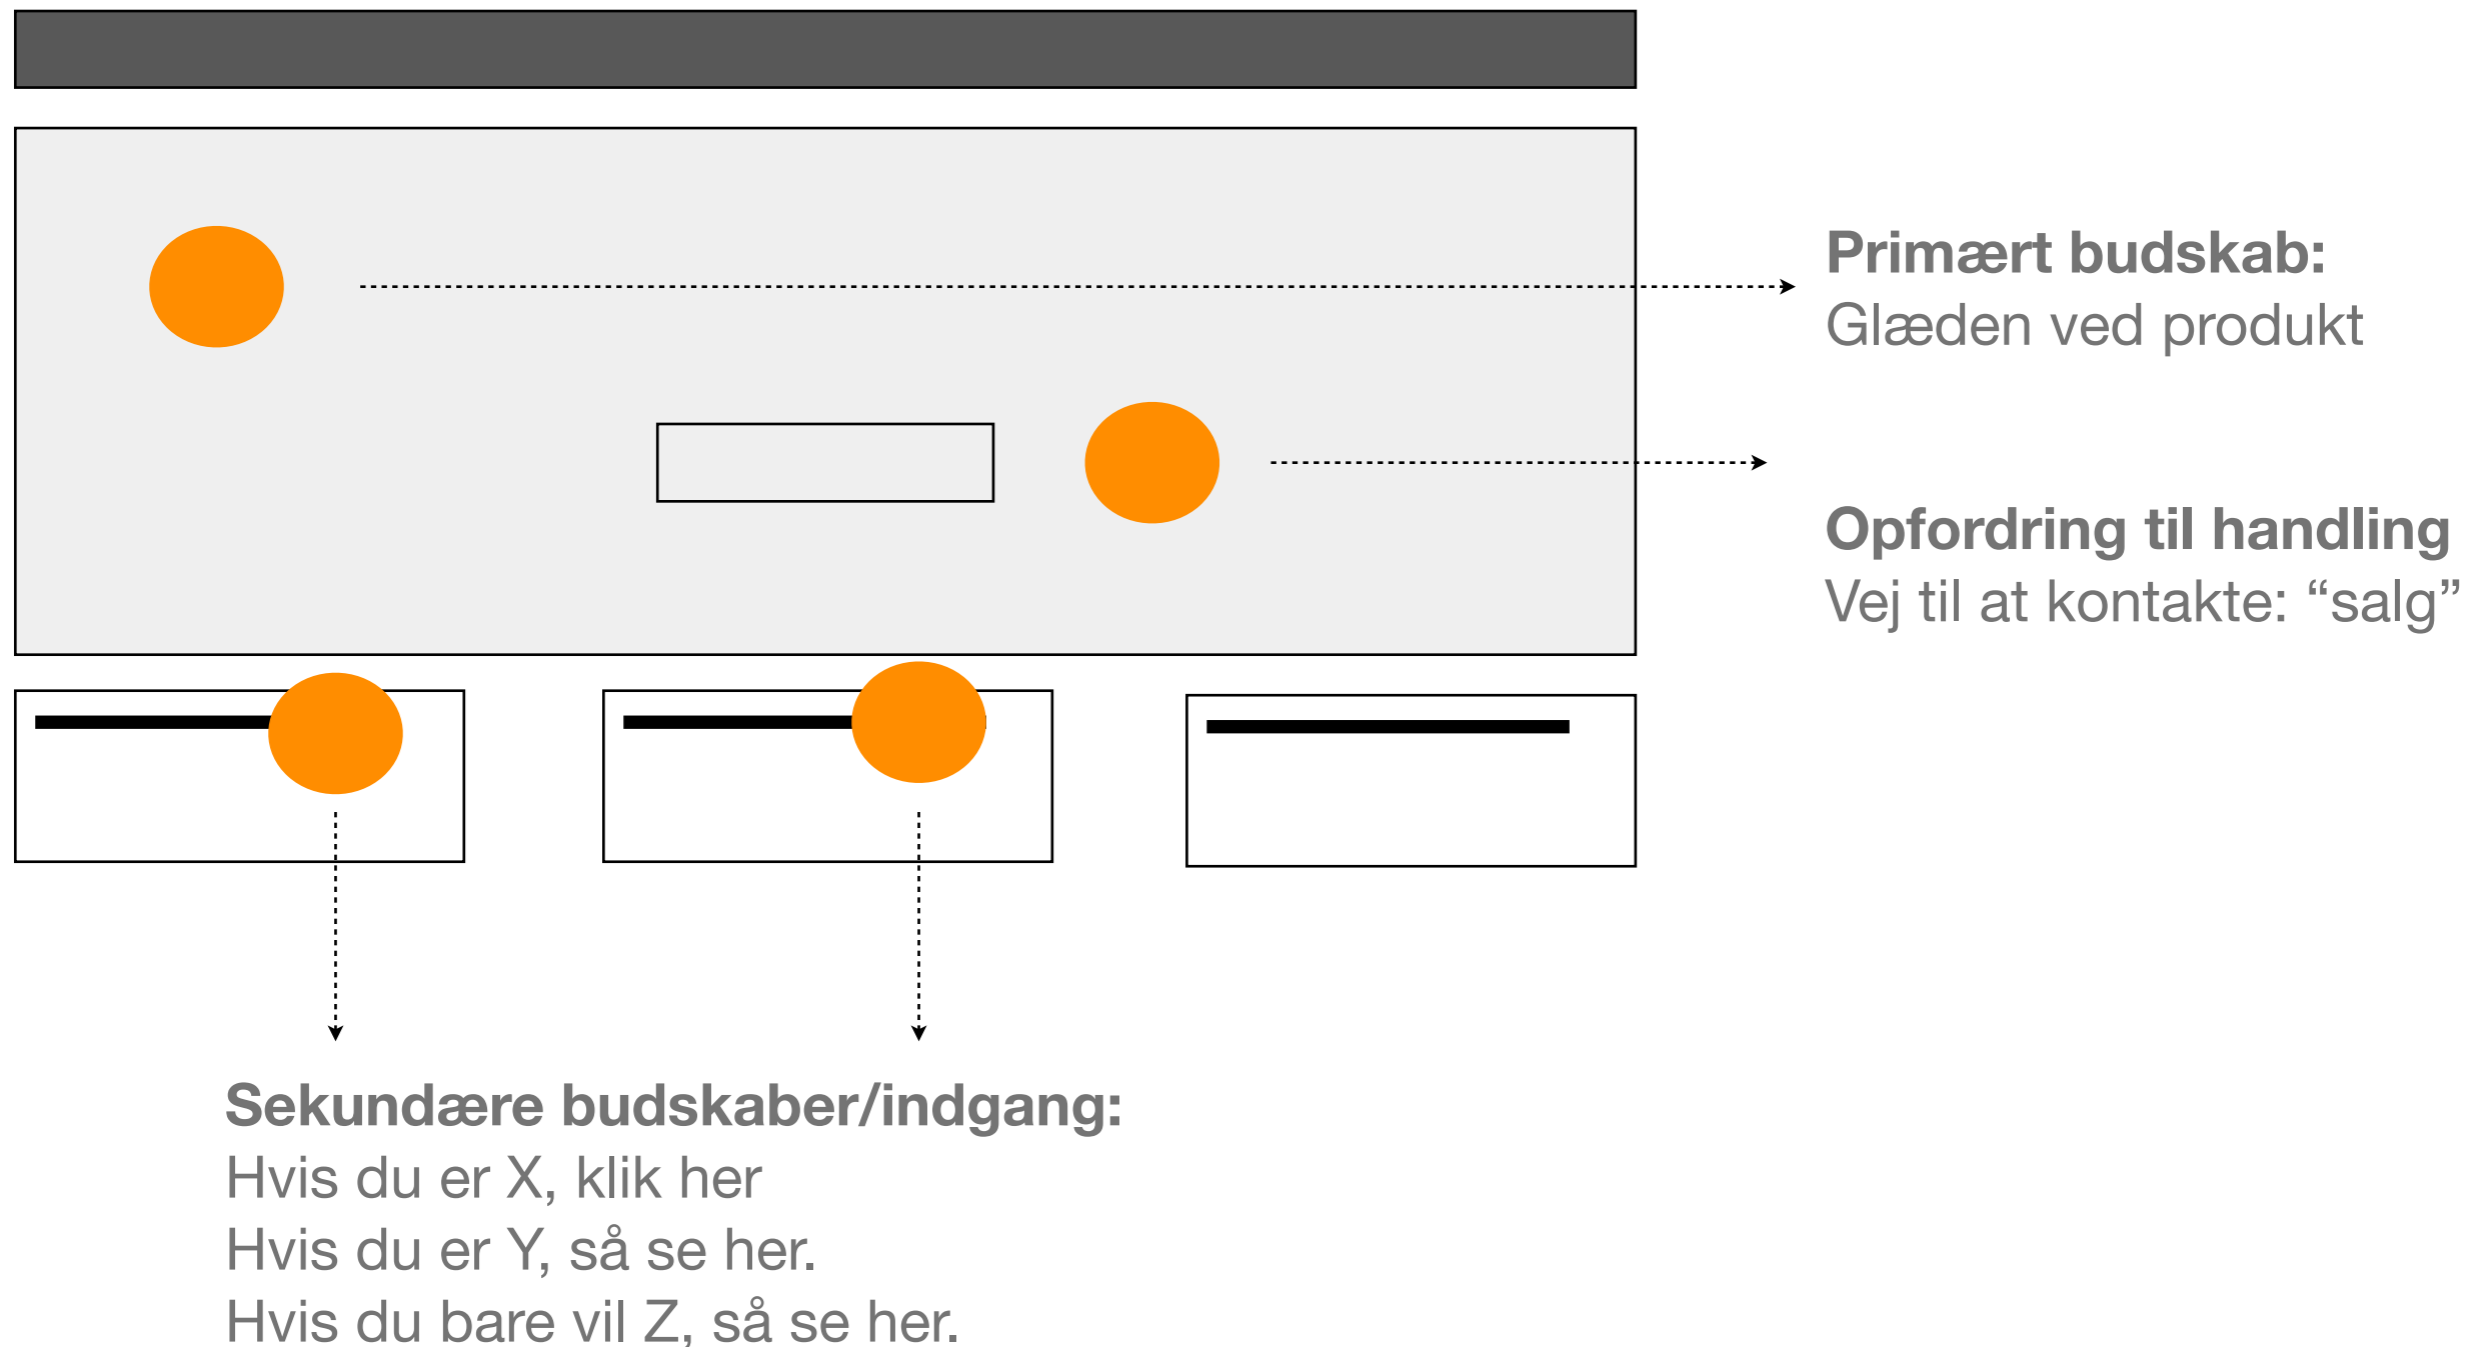 Primært budskab:
Glæden ved produkt
Opfordring til handling
Vej til at kontakte: “salg”
Sekundære budskaber/indgang:
Hvis du er X, klik her
Hvis du er Y, så se her.
Hvis du bare vil Z, så se her.